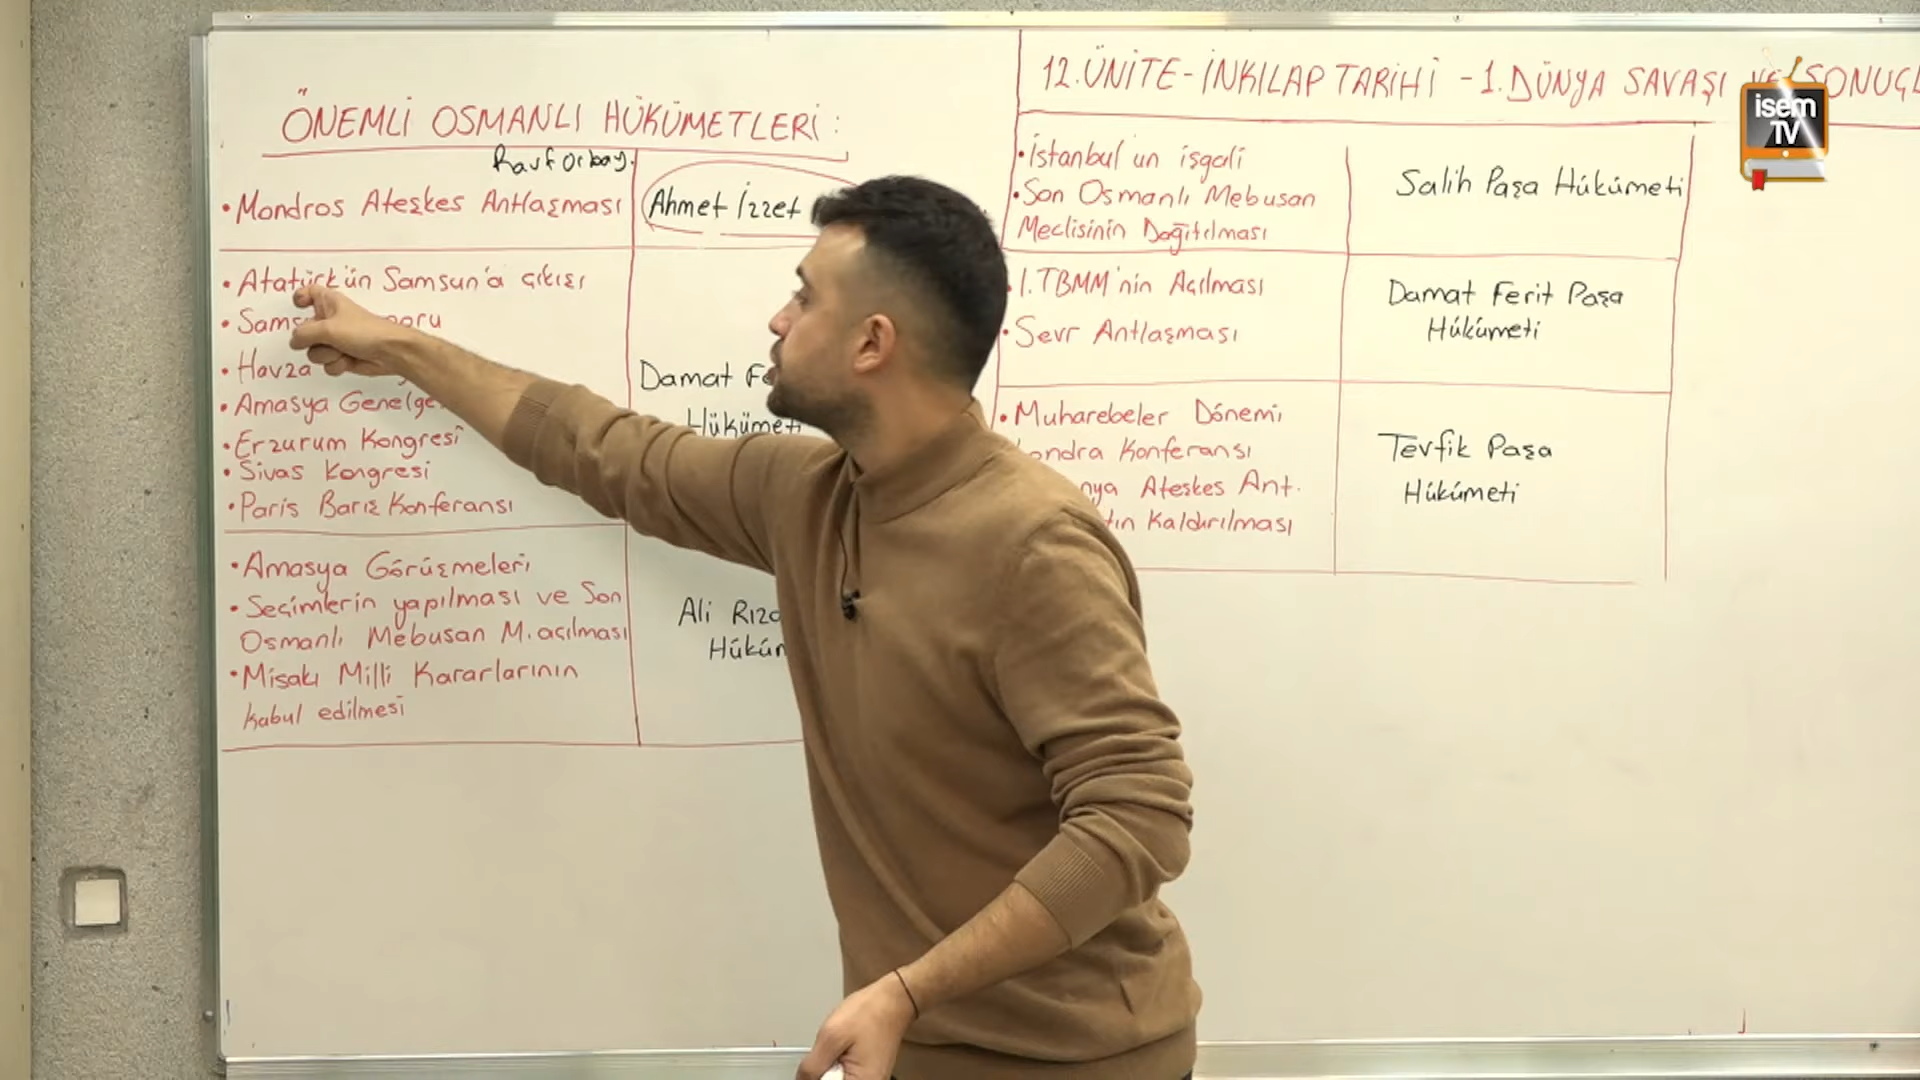 ÖNEMLİ OSMANLI HÜKÜMETLERİ:
Rauf Orbay.
• Mondros Ateşkes Antlaşması
Ahmet İzzet
• Atatürk'ün Samsun'a çıkışı
• Havza
• Amasya
• Erzurum Kongresi
• Sivas Kongresi
• Paris Barış Konferansı
Damat
Hükümeti
• Amasya Görüşmeleri
• Seçimlerin yapılması ve Son
Osmanlı Mebusan M. açılması
• Misakı Milli Kararlarının
kabul edilmesi
Ali
12.ÜNİTE - İNKILAP TARİHİ - 1.DÜNYA SAVAŞI
• İstanbul'un işgali
• Son Osmanlı Mebusan
Meclisinin Dağıtılması
Salih Paşa Hükümeti
• 1.TBMM'nin Açılması
• Sevr Antlaşması
Damat Ferit Paşa
Hükümeti
• Muharebeler Dönemi
Konferansı
Ateşkes Ant.
Kaldırılması
Tevfik Paşa
Hükümeti
isem
TV